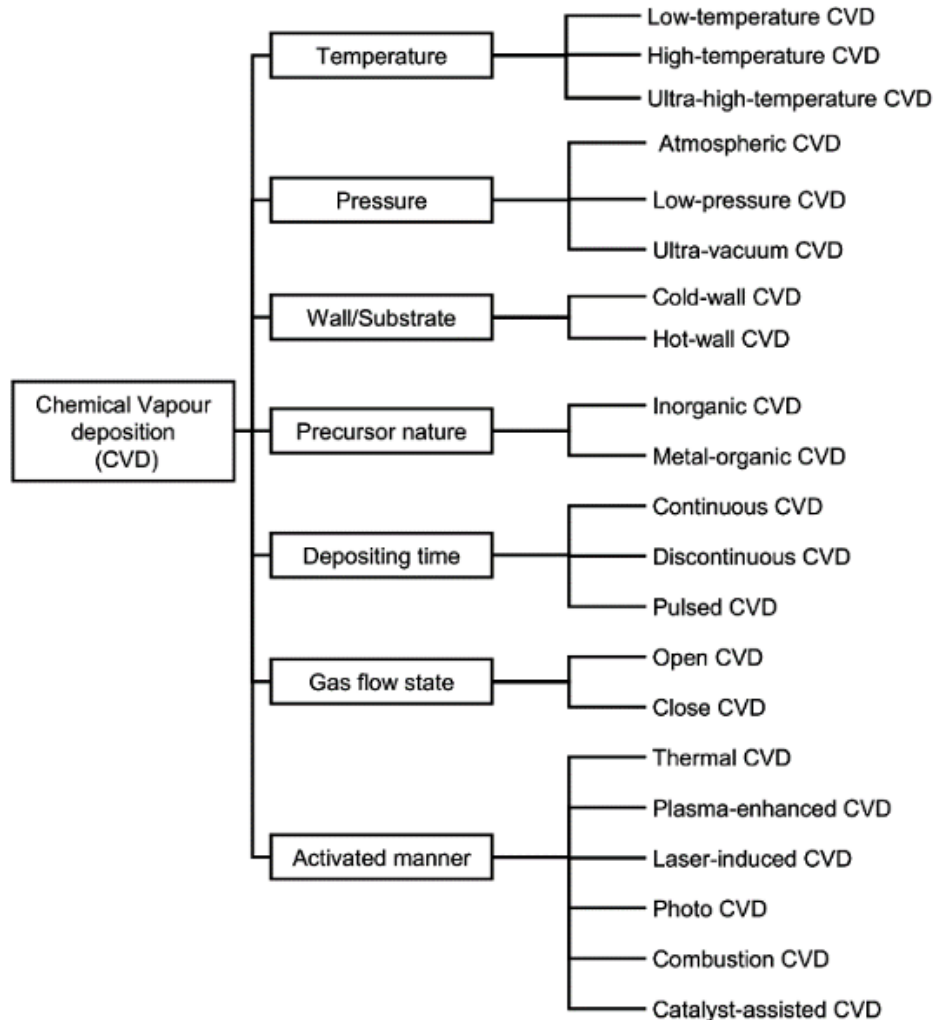 Chemical Vapour
deposition
(CVD)
Temperature
Low-temperature CVD
High-temperature CVD
Ultra-high-temperature CVD
Pressure
Atmospheric CVD
Low-pressure CVD
Ultra-vacuum CVD
Wall/Substrate
Cold-wall CVD
Hot-wall CVD
Precursor nature
Inorganic CVD
Metal-organic CVD
Depositing time
Continuous CVD
Discontinuous CVD
Pulsed CVD
Gas flow state
Open CVD
Close CVD
Activated manner
Thermal CVD
Plasma-enhanced CVD
Laser-induced CVD
Photo CVD
Combustion CVD
Catalyst-assisted CVD